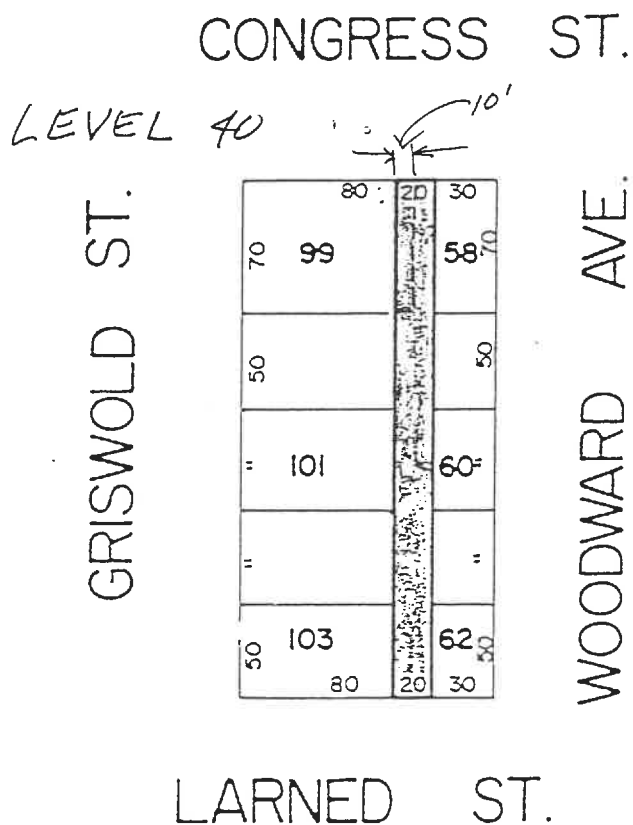 CONGRESS ST.
LEVEL 40
10'
GRISWOLD ST.
WOODWARD AVE.
80 20 30
70 99 58 70
50 50
" 101 60 "
" "
50 103 62 50
80 20 30
LARNED ST.